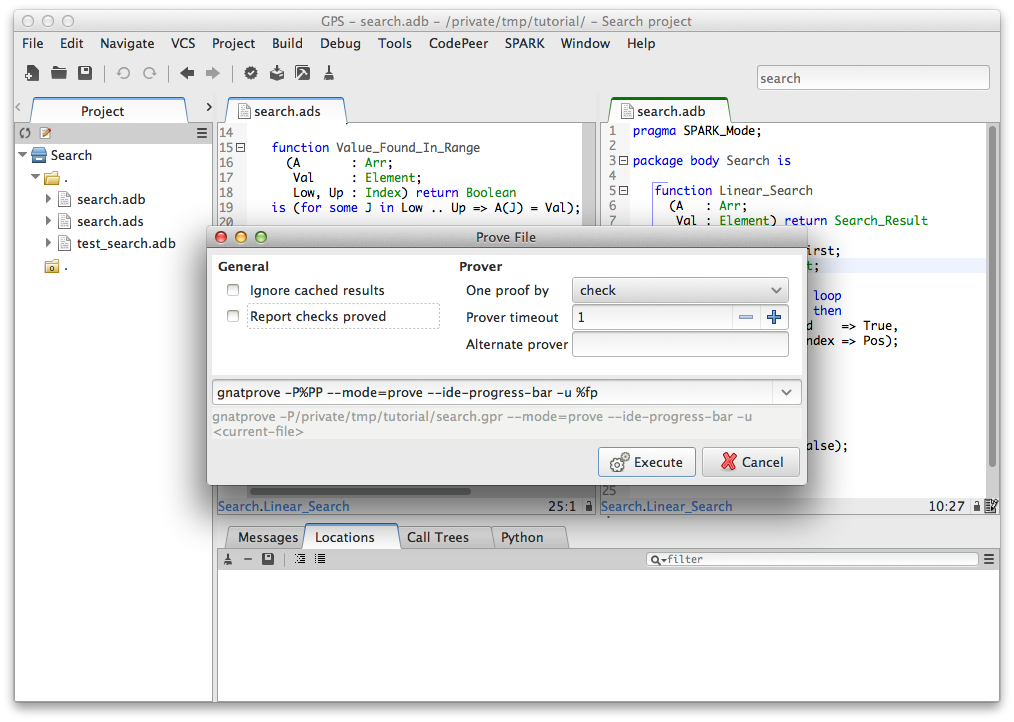 GPS – search.adb – /private/tmp/tutorial/ – Search project
File Edit Navigate VCS Project Build Debug Tools CodePeer SPARK Window Help
search
Project
Search
.
search.adb
search.ads
test_search.adb
.
search.ads
14
15 function Value_Found_In_Range
16 (A : Arr;
17 Val : Element;
18 Low, Up : Index) return Boolean
19 is (for some J in Low .. Up => A(J) = Val);
20
Search.Linear_Search 25:1
search.adb
1 pragma SPARK_Mode;
2
3 package body Search is
4
5 function Linear_Search
6 (A : Arr;
7 Val : Element) return Search_Result
irst;
t;
loop
then
d => True,
ndex => Pos);
alse);
25
Search.Linear_Search 10:27
Prove File
General
Ignore cached results
Report checks proved
Prover
One proof by check
Prover timeout 1
Alternate prover
gnatprove -P%PP --mode=prove --ide-progress-bar -u %fp
gnatprove -P/private/tmp/tutorial/search.gpr --mode=prove --ide-progress-bar -u
<current-file>
Execute Cancel
Messages Locations Call Trees Python
filter